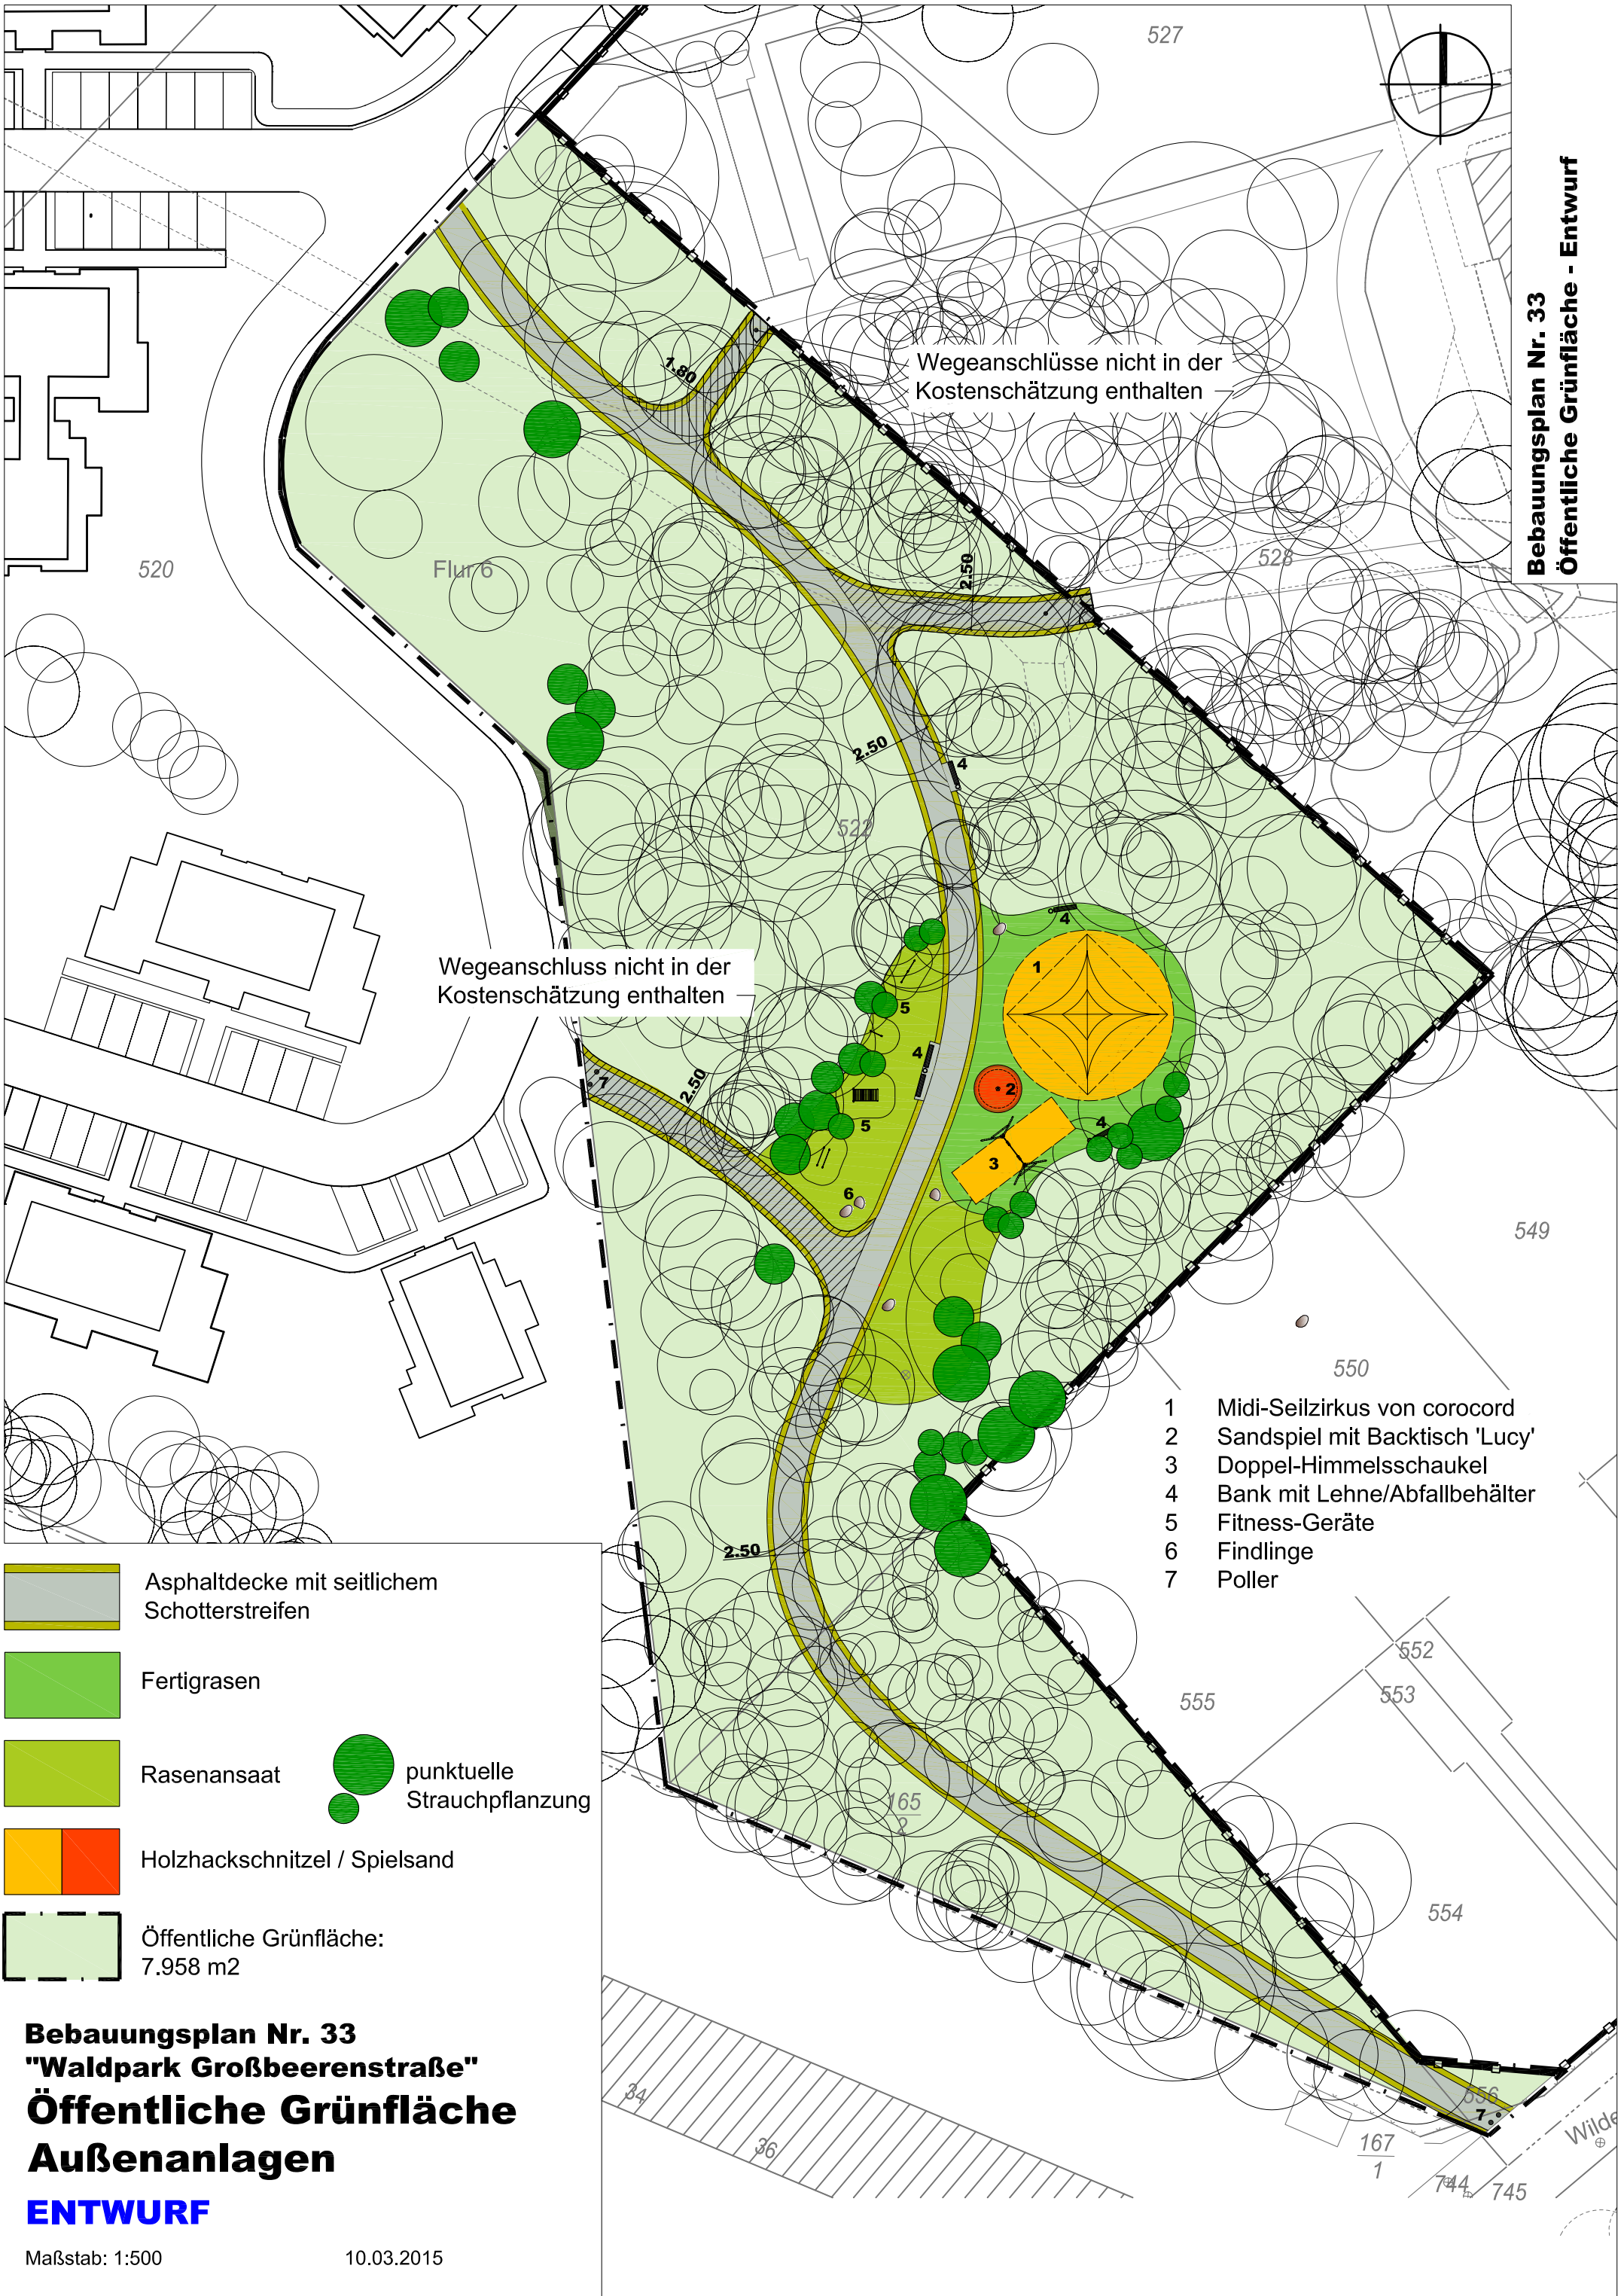 527
Bebauungsplan Nr. 33
Öffentliche Grünfläche - Entwurf
1.80
Wegeanschlüsse nicht in der
Kostenschätzung enthalten
520
Flur 6
2.50
528
2.50
4
522
4
1
Wegeanschluss nicht in der
Kostenschätzung enthalten
5
4
7
2.50
2
5
4
3
6
549
550
1 Midi-Seilzirkus von corocord
2 Sandspiel mit Backtisch 'Lucy'
3 Doppel-Himmelsschaukel
4 Bank mit Lehne/Abfallbehälter
5 Fitness-Geräte
6 Findlinge
7 Poller
2.50
552
553
555
165
2
554
556
7
Wilde
167
1
744
745
34
36
Asphaltdecke mit seitlichem
Schotterstreifen
Fertigrasen
Rasenansaat
punktuelle
Strauchpflanzung
Holzhackschnitzel / Spielsand
Öffentliche Grünfläche:
7.958 m2
Bebauungsplan Nr. 33
"Waldpark Großbeerenstraße"
Öffentliche Grünfläche
Außenanlagen
ENTWURF
Maßstab: 1:500
10.03.2015